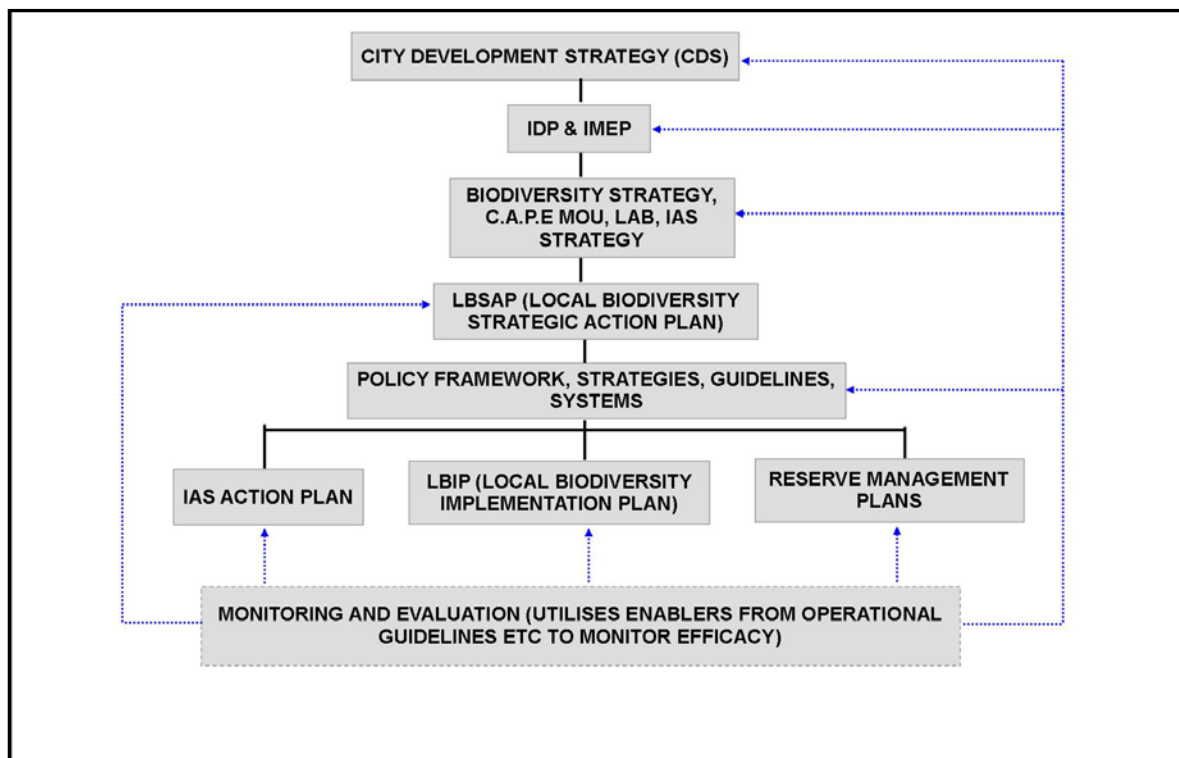 CITY DEVELOPMENT STRATEGY (CDS)
IDP & IMEP
BIODIVERSITY STRATEGY,
C.A.P.E MOU, LAB, IAS
STRATEGY
LBSAP (LOCAL BIODIVERSITY
STRATEGIC ACTION PLAN)
POLICY FRAMEWORK, STRATEGIES, GUIDELINES,
SYSTEMS
IAS ACTION PLAN
LBIP (LOCAL BIODIVERSITY
IMPLEMENTATION PLAN)
RESERVE MANAGEMENT
PLANS
MONITORING AND EVALUATION (UTILISES ENABLERS FROM OPERATIONAL
GUIDELINES ETC TO MONITOR EFFICACY)